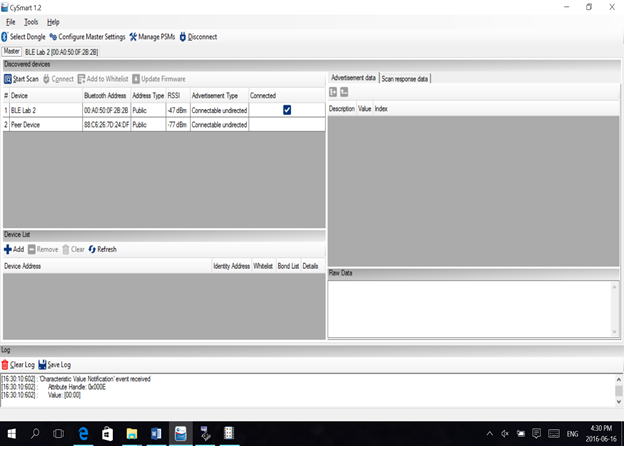 CySmart 1.2
File Tools Help
Select Dongle Configure Master Settings Manage PSMs Disconnect
Master BLE Lab 2 [00:A0:50:0F:2B:2B]
Discovered devices
Start Scan Connect Add to Whitelist Update Firmware
# Device Bluetooth Address Address Type RSSI Advertisement Type Connected
1 BLE Lab 2 00:A0:50:0F:2B:2B Public -47 dBm Connectable undirected
2 Peer Device 88:C6:26:7D:24:DF Public -77 dBm Connectable undirected
Advertisement data Scan response data
Description Value Index
Device List
Add Remove Clear Refresh
Device Address Identity Address Whitelist Bond List Details
Raw Data
Log
Clear Log Save Log
[16:30:10:602] : 'Characteristic Value Notification' event received
[16:30:10:602] : Attribute Handle: 0x000E
[16:30:10:602] : Value: [00:00]
ENG
4:30 PM
2016-06-16